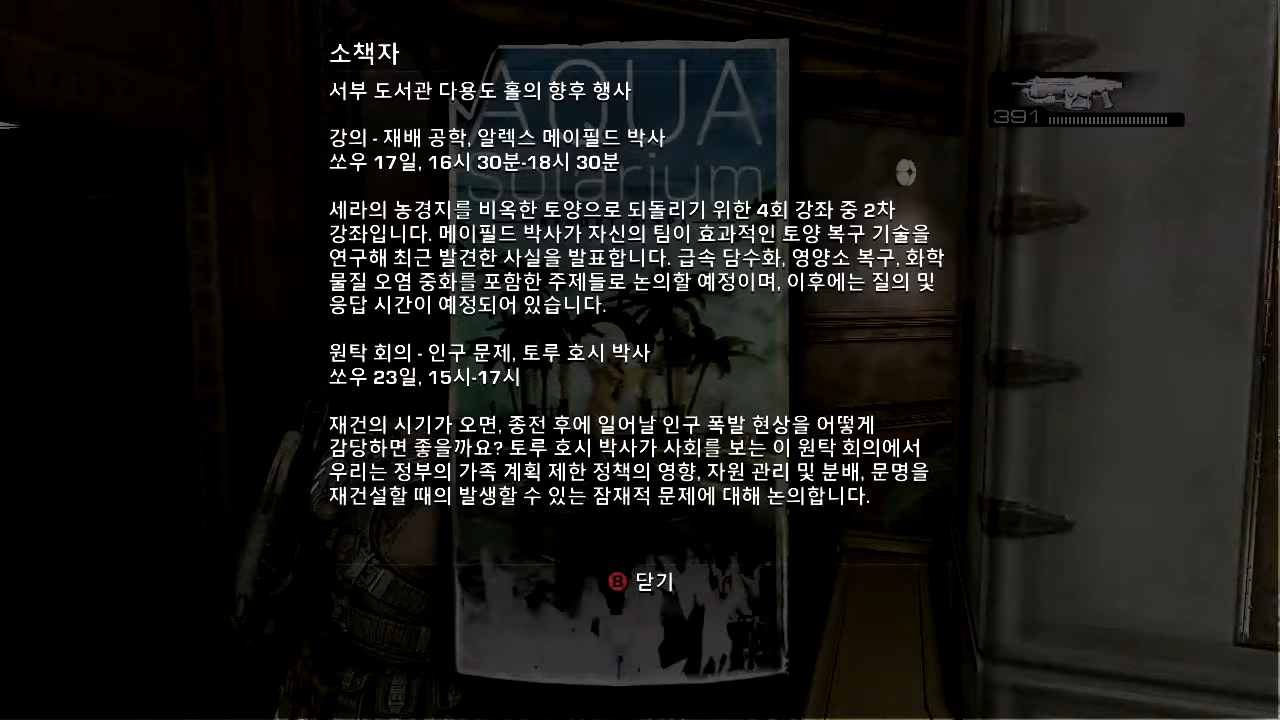 소책자
서부 도서관 다용도 홀의 향후 행사
강의 - 재배 공학, 알렉스 메이필드 박사
쏘우 17일, 16시 30분-18시 30분
세라의 농경지를 비옥한 토양으로 되돌리기 위한 4회 강좌 중 2차
강좌입니다. 메이필드 박사가 자신의 팀이 효과적인 토양 복구 기술을
연구해 최근 발견한 사실을 발표합니다. 급속 담수화, 영양소 복구, 화학
물질 오염 중화를 포함한 주제들로 논의할 예정이며, 이후에는 질의 및
응답 시간이 예정되어 있습니다.
원탁 회의 - 인구 문제, 토루 호시 박사
쏘우 23일, 15시-17시
재건의 시기가 오면, 종전 후에 일어날 인구 폭발 현상을 어떻게
감당하면 좋을까요? 토루 호시 박사가 사회를 보는 이 원탁 회의에서
우리는 정부의 가족 계획 제한 정책의 영향, 자원 관리 및 분배, 문명을
재건설할 때의 발생할 수 있는 잠재적 문제에 대해 논의합니다.
B 닫기
AQUA
Solarium
391